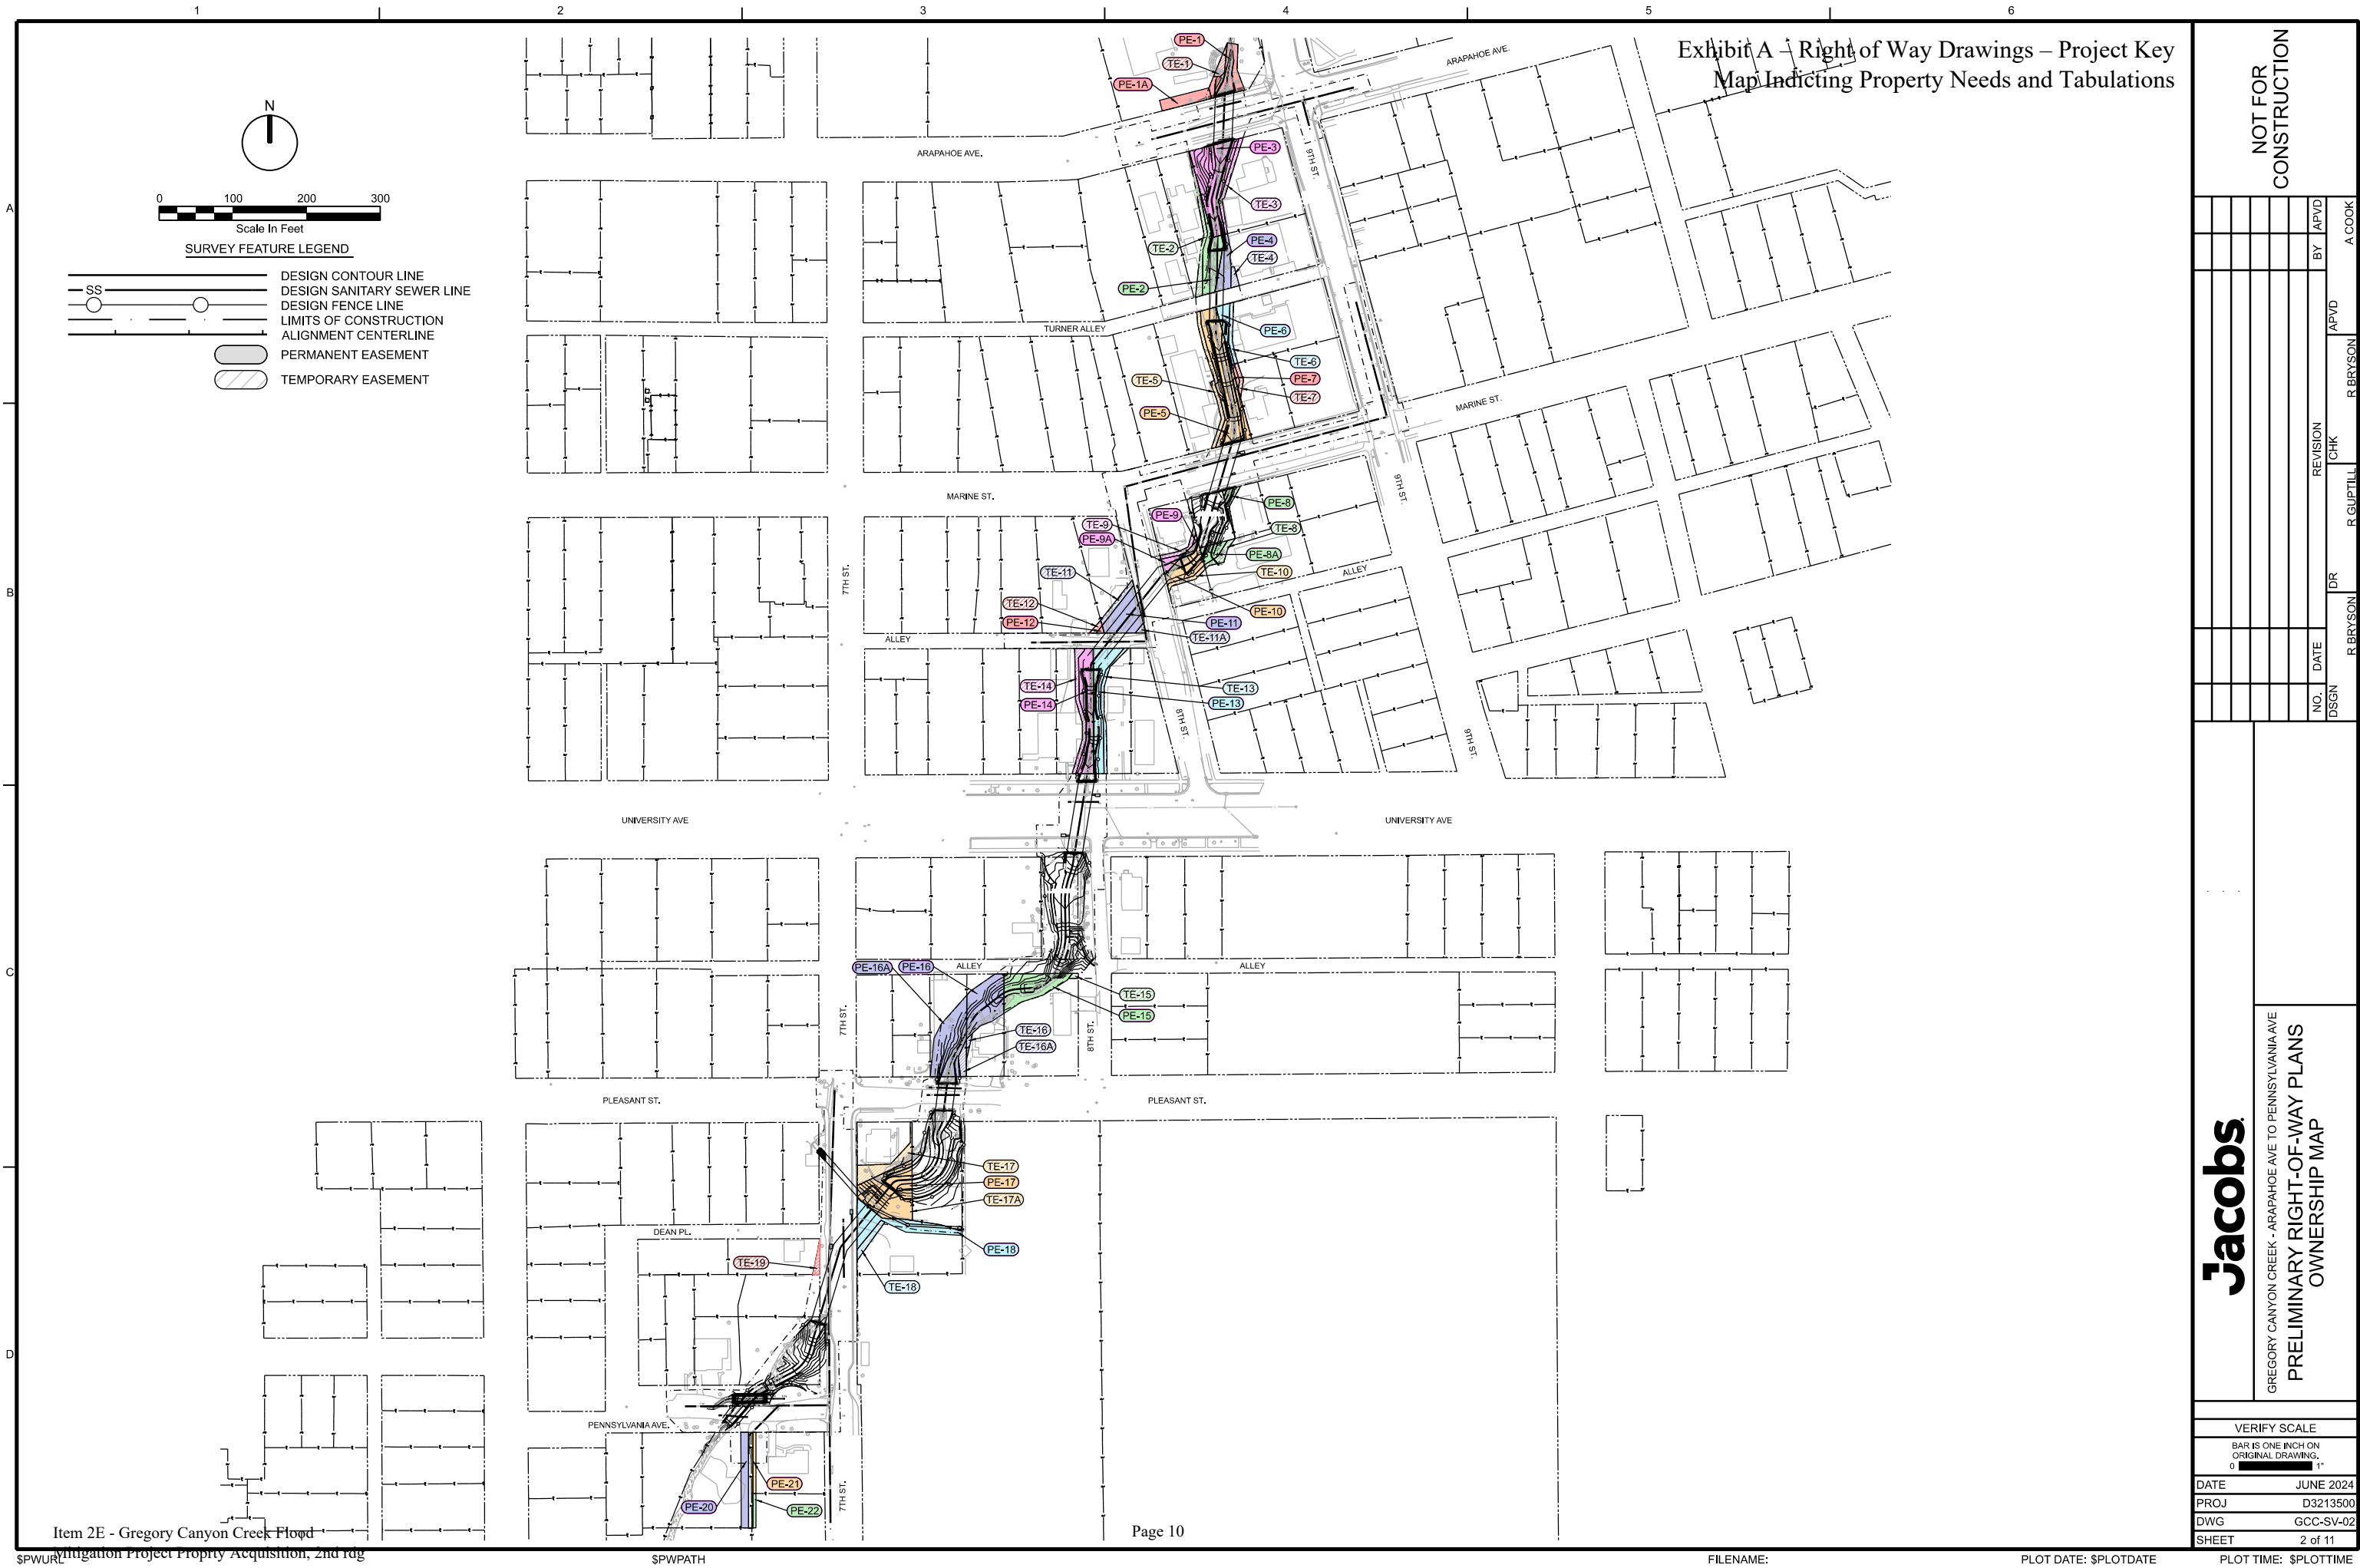 1 2 3 4 5 6
Exhibit A – Right of Way Drawings – Project Key
Map Indicting Property Needs and Tabulations
N
0 100 200 300
Scale In Feet
SURVEY FEATURE LEGEND
DESIGN CONTOUR LINE
SS DESIGN SANITARY SEWER LINE
DESIGN FENCE LINE
LIMITS OF CONSTRUCTION
ALIGNMENT CENTERLINE
PERMANENT EASEMENT
TEMPORARY EASEMENT
A
B
C
D
PE-1
TE-1
PE-1A
ARAPAHOE AVE.
ARAPAHOE AVE.
9TH ST.
PE-3
TE-3
TE-2
PE-4
TE-4
PE-2
TURNER ALLEY
PE-6
TE-6
TE-5
PE-7
TE-7
PE-5
MARINE ST.
MARINE ST.
9TH ST.
PE-8
PE-9
TE-9
TE-8
PE-9A
PE-8A
TE-11
TE-10
ALLEY
7TH ST.
TE-12
PE-10
PE-12
PE-11
TE-11A
ALLEY
TE-14
TE-13
PE-14
PE-13
8TH ST.
9TH ST.
UNIVERSITY AVE
UNIVERSITY AVE
PE-16A
PE-16
ALLEY
ALLEY
TE-15
PE-15
7TH ST.
8TH ST.
TE-16
TE-16A
PLEASANT ST.
PLEASANT ST.
TE-17
PE-17
TE-17A
DEAN PL.
PE-18
TE-19
TE-18
PENNSYLVANIA AVE.
PE-21
PE-20
PE-22
7TH ST.
NOT FOR
CONSTRUCTION
NO. DATE REVISION BY APVD
DSGN R BRYSON
DR R GUPTILL
CHK R BRYSON
APVD A COOK
Jacobs
GREGORY CANYON CREEK - ARAPAHOE AVE TO PENNSYLVANIA AVE
PRELIMINARY RIGHT-OF-WAY PLANS
OWNERSHIP MAP
VERIFY SCALE
BAR IS ONE INCH ON
ORIGINAL DRAWING.
0 1"
DATE JUNE 2024
PROJ D3213500
DWG GCC-SV-02
SHEET 2 of 11
Item 2E - Gregory Canyon Creek Flood
Mitigation Project Proprty Acquisition, 2nd rdg
Page 10
$PWURL $PWPATH FILENAME: PLOT DATE: $PLOTDATE PLOT TIME: $PLOTTIME